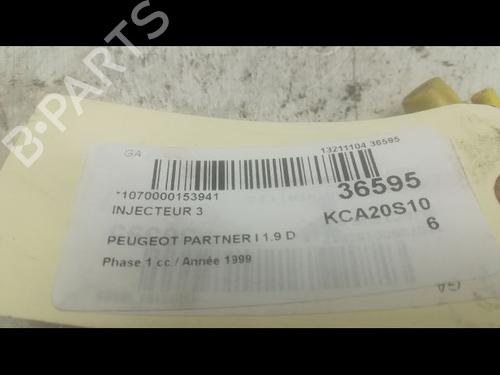 B-PARTS
GA
13211104 36595
*1070000153941
36595
INJECTEUR 3
KCA20S10
6
PEUGEOT PARTNER I 1.9 D
Phase 1 cc / Année 1999
GA